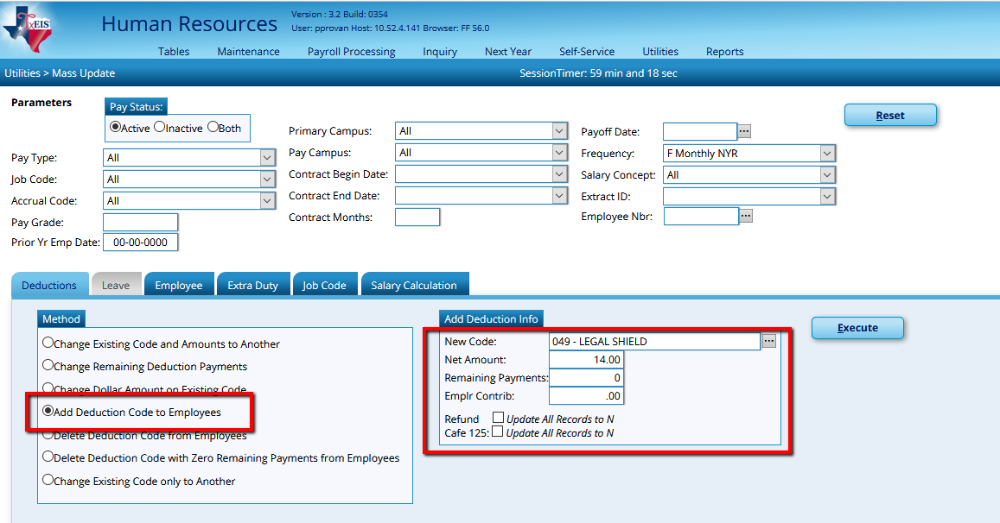 TxEIS
Human Resources
Version : 3.2 Build: 0354
User: pprovan Host: 10.52.4.141 Browser: FF 56.0
Tables Maintenance Payroll Processing Inquiry Next Year Self-Service Utilities Reports
Utilities > Mass Update SessionTimer: 59 min and 18 sec
Parameters
Pay Status:
Active Inactive Both
Pay Type: All
Job Code: All
Accrual Code: All
Pay Grade:
Prior Yr Emp Date: 00-00-0000
Primary Campus: All
Pay Campus: All
Contract Begin Date:
Contract End Date:
Contract Months:
Payoff Date: ...
Frequency: F Monthly NYR
Salary Concept: All
Extract ID:
Employee Nbr: ...
Reset
Deductions Leave Employee Extra Duty Job Code Salary Calculation
Method
Change Existing Code and Amounts to Another
Change Remaining Deduction Payments
Change Dollar Amount on Existing Code
Add Deduction Code to Employees
Delete Deduction Code from Employees
Delete Deduction Code with Zero Remaining Payments from Employees
Change Existing Code only to Another
Add Deduction Info
New Code: 049 - LEGAL SHIELD ...
Net Amount: 14.00
Remaining Payments: 0
Emplr Contrib: .00
Refund Update All Records to N
Cafe 125: Update All Records to N
Execute